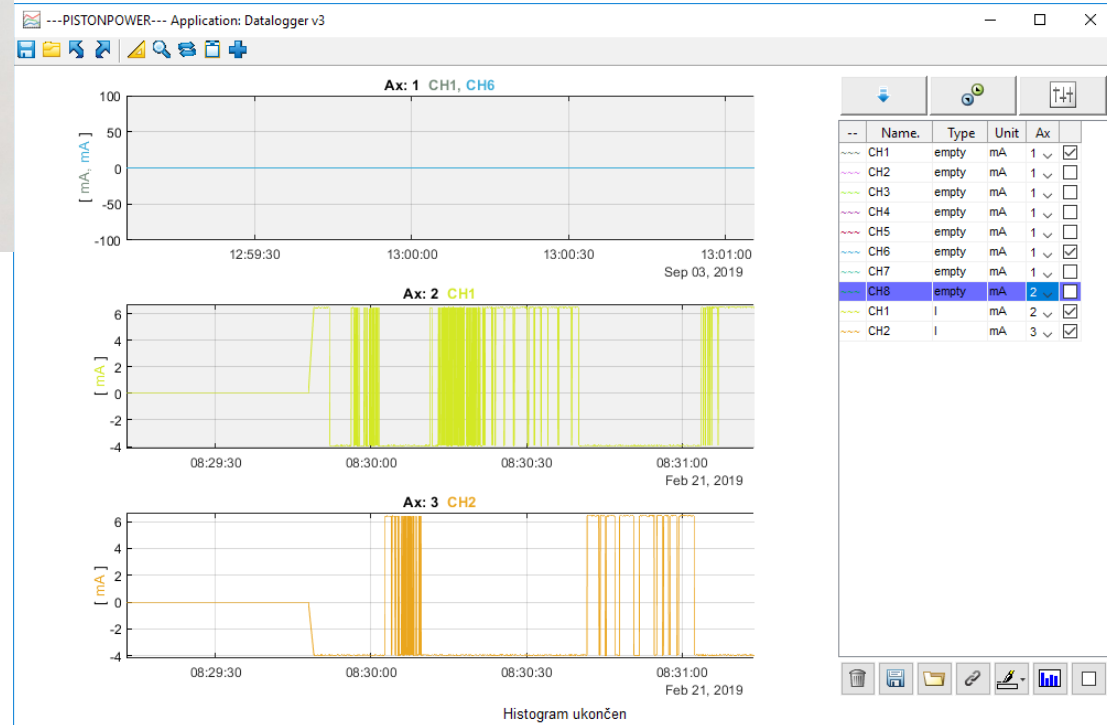 ---PISTONPOWER--- Application: Datalogger v3
Ax: 1 CH1, CH6
100
50
0
-50
-100
[ mA, mA ]
12:59:30 13:00:00 13:00:30 13:01:00
Sep 03, 2019
Ax: 2 CH1
6
4
2
0
-2
-4
[ mA ]
08:29:30 08:30:00 08:30:30 08:31:00
Feb 21, 2019
Ax: 3 CH2
6
4
2
0
-2
-4
[ mA ]
08:29:30 08:30:00 08:30:30 08:31:00
Feb 21, 2019
Histogram ukončen
-- Name. Type Unit Ax
~~~ CH1 empty mA 1
~~~ CH2 empty mA 1
~~~ CH3 empty mA 1
~~~ CH4 empty mA 1
~~~ CH5 empty mA 1
~~~ CH6 empty mA 1
~~~ CH7 empty mA 1
~~~ CH8 empty mA 2
~~~ CH1 I mA 2
~~~ CH2 I mA 3